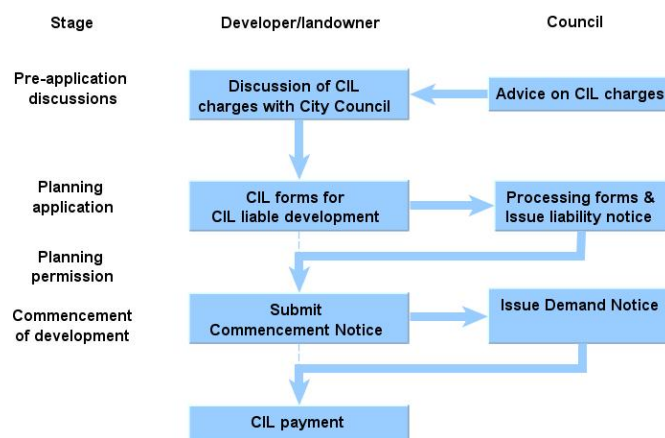 Stage
Developer/landowner
Council
Pre-application
discussions
Discussion of CIL
charges with City Council
Advice on CIL charges
Planning
application
CIL forms for
CIL liable development
Processing forms &
Issue liability notice
Planning
permission
Commencement
of development
Submit
Commencement Notice
Issue Demand Notice
CIL payment